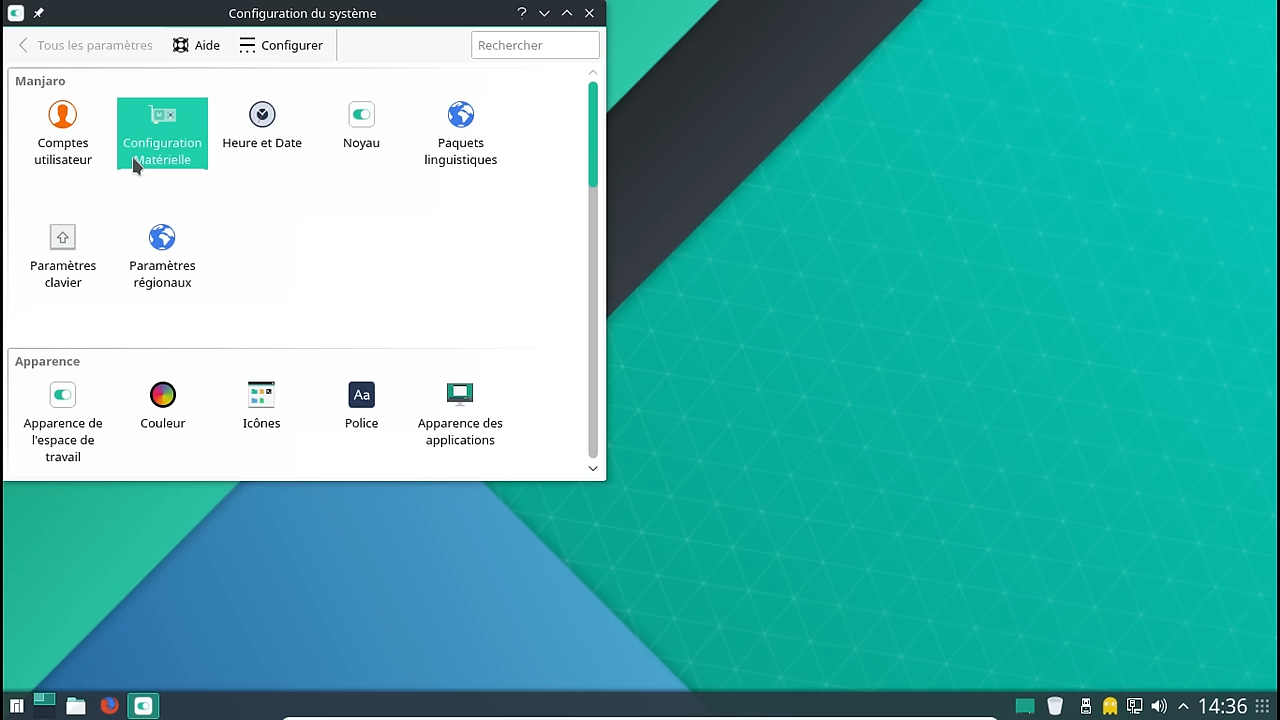 Configuration du système
Tous les paramètres Aide Configurer Rechercher
Manjaro
Comptes utilisateur
Configuration Matérielle
Heure et Date
Noyau
Paquets linguistiques
Paramètres clavier
Paramètres régionaux
Apparence
Apparence de l'espace de travail
Couleur
Icônes
Aa
Police
Apparence des applications
14:36